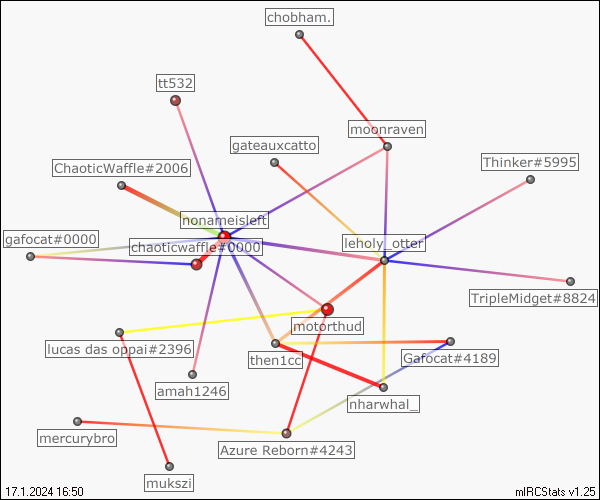 chobham.
tt532
moonraven
gateauxcatto
Thinker#5995
ChaoticWaffle#2006
nonameisleft
gafocat#0000
chaoticwaffle#0000
leholy_otter
TripleMidget#8824
motorthud
lucas das oppai#2396
then1cc
Gafocat#4189
amah1246
nharwhal_
mercurybro
Azure Reborn#4243
mukszi
17.1.2024 16:50
mIRCStats v1.25